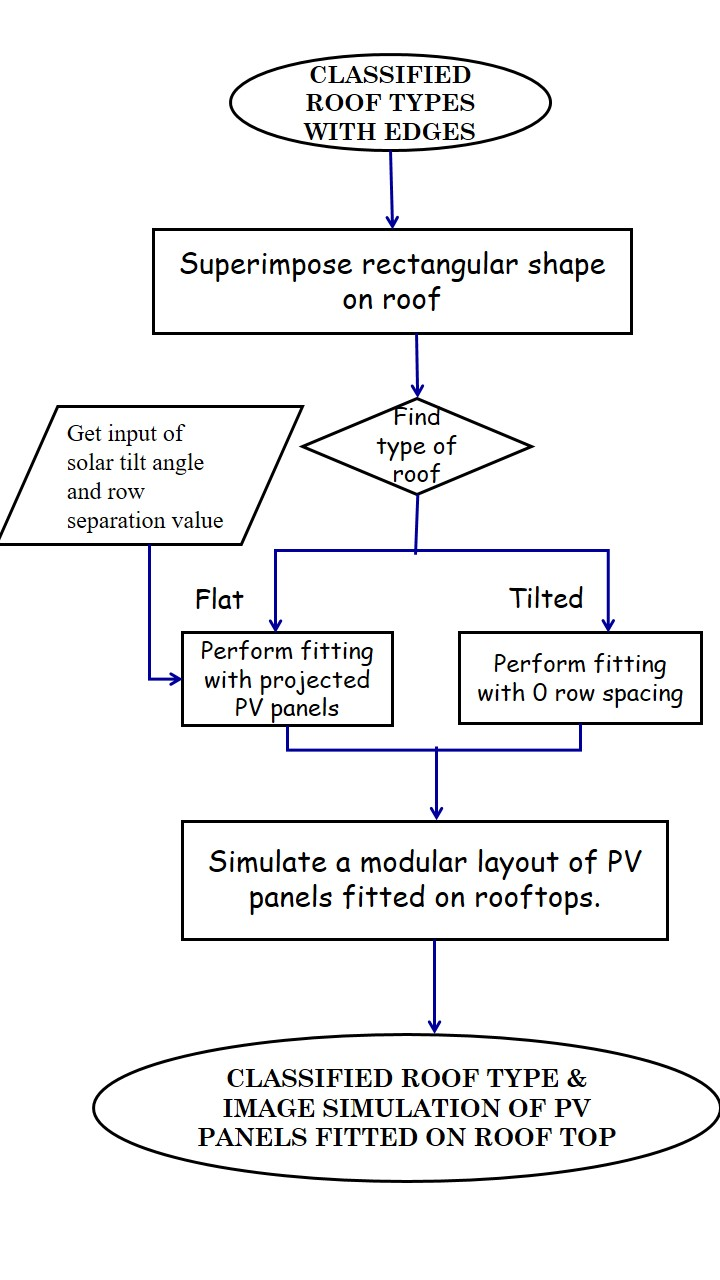 CLASSIFIED
ROOF TYPES
WITH EDGES
Superimpose rectangular shape
on roof
Find
type of
roof
Get input of
solar tilt angle
and row
separation value
Flat
Tilted
Perform fitting
with projected
PV panels
Perform fitting
with 0 row spacing
Simulate a modular layout of PV
panels fitted on rooftops.
CLASSIFIED ROOF TYPE &
IMAGE SIMULATION OF PV
PANELS FITTED ON ROOF TOP